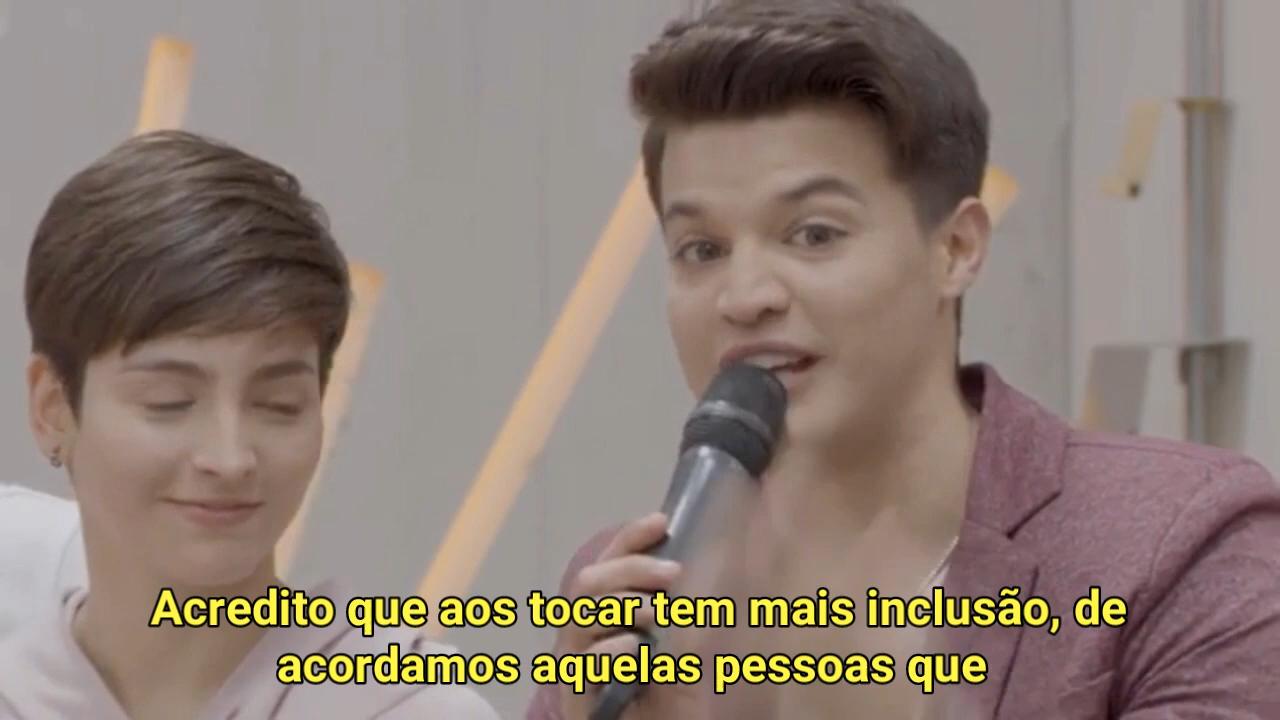 Acredito que aos tocar tem mais inclusão, de
acordamos aquelas pessoas que